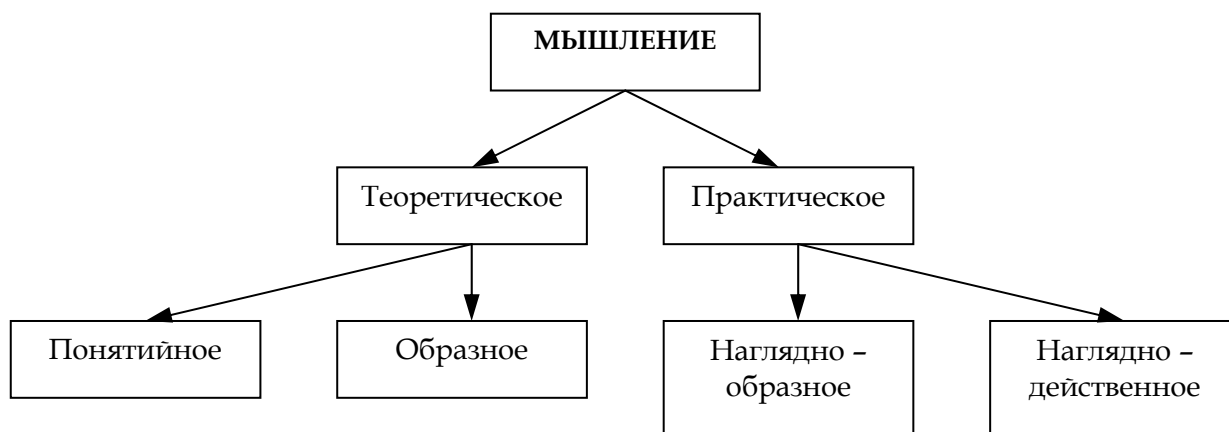 МЫШЛЕНИЕ
Теоретическое
Практическое
Понятийное
Образное
Наглядно –
образное
Наглядно –
действенное